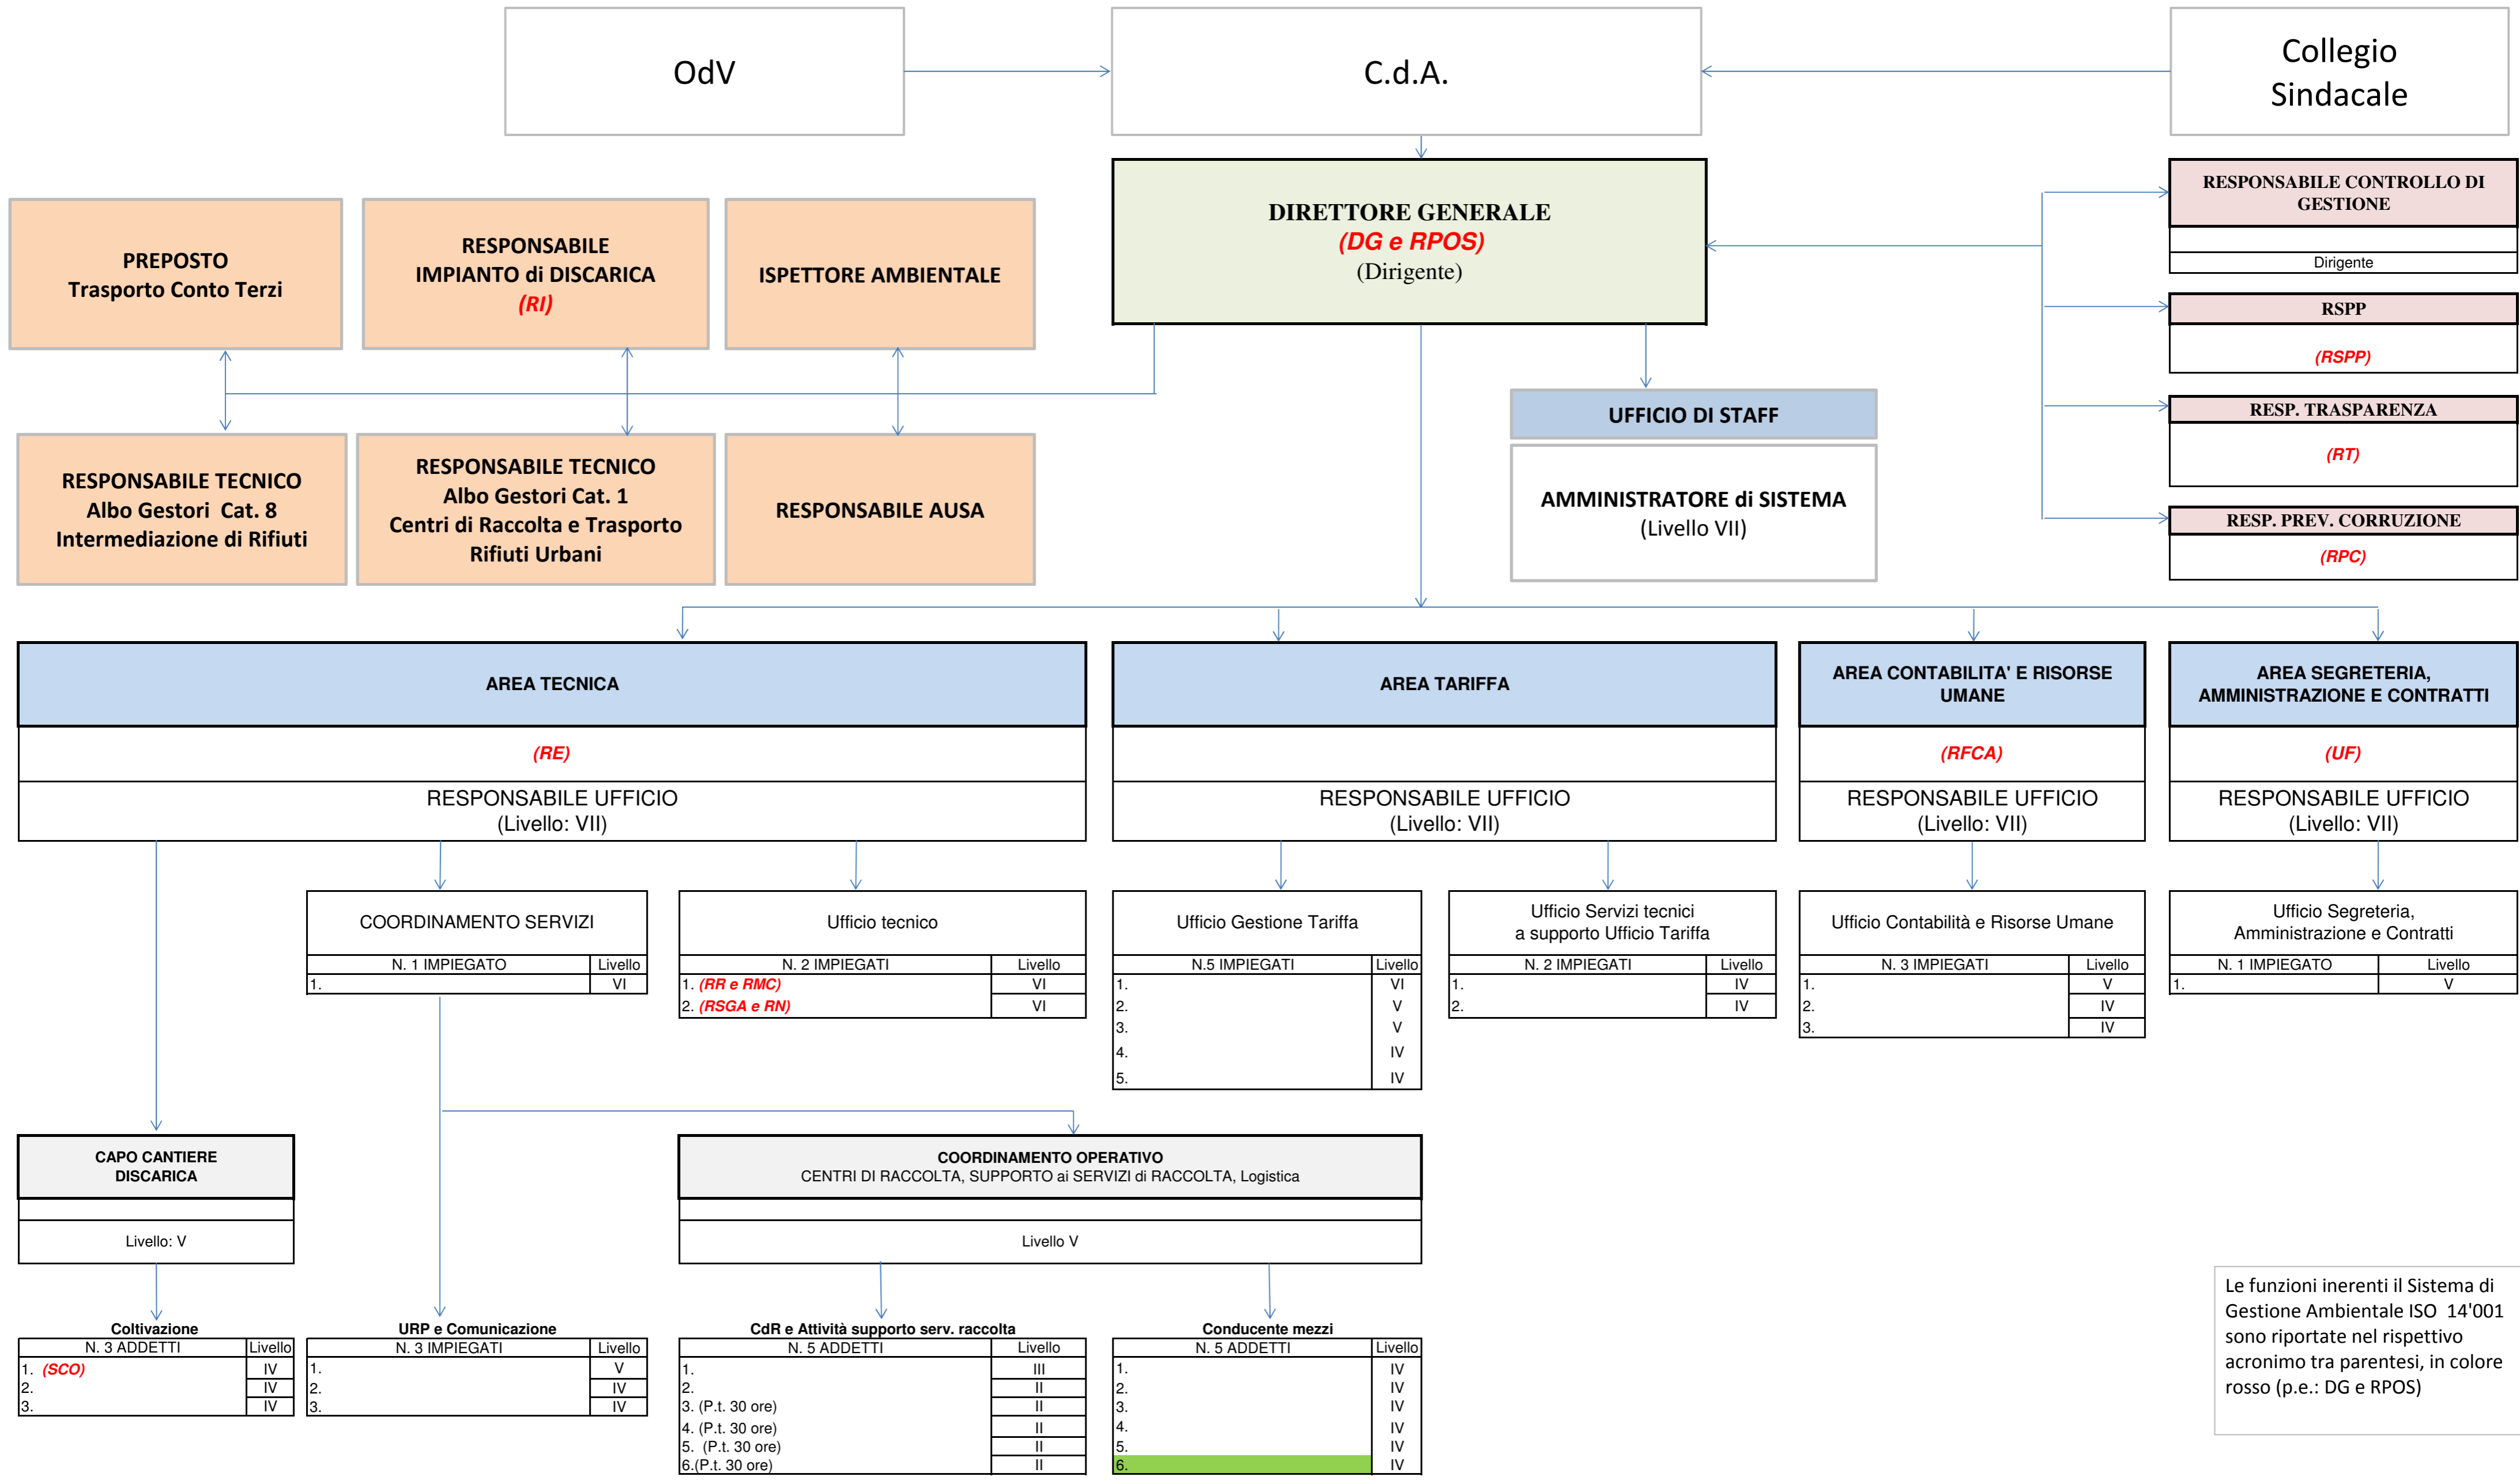 OdV
C.d.A.
Collegio
Sindacale
DIRETTORE GENERALE
(DG e RPOS)
(Dirigente)
RESPONSABILE CONTROLLO DI
GESTIONE
Dirigente
RSPP
(RSPP)
RESP. TRASPARENZA
(RT)
RESP. PREV. CORRUZIONE
(RPC)
PREPOSTO
Trasporto Conto Terzi
RESPONSABILE
IMPIANTO di DISCARICA
(RI)
ISPETTORE AMBIENTALE
RESPONSABILE TECNICO
Albo Gestori Cat. 8
Intermediazione di Rifiuti
RESPONSABILE TECNICO
Albo Gestori Cat. 1
Centri di Raccolta e Trasporto
Rifiuti Urbani
RESPONSABILE AUSA
UFFICIO DI STAFF
AMMINISTRATORE di SISTEMA
(Livello VII)
AREA TECNICA
(RE)
RESPONSABILE UFFICIO
(Livello: VII)
AREA TARIFFA
RESPONSABILE UFFICIO
(Livello: VII)
AREA CONTABILITA' E RISORSE
UMANE
(RFCA)
RESPONSABILE UFFICIO
(Livello: VII)
AREA SEGRETERIA,
AMMINISTRAZIONE E CONTRATTI
(UF)
RESPONSABILE UFFICIO
(Livello: VII)
COORDINAMENTO SERVIZI
N. 1 IMPIEGATO Livello
1. VI
Ufficio tecnico
N. 2 IMPIEGATI Livello
1. (RR e RMC) VI
2. (RSGA e RN) VI
Ufficio Gestione Tariffa
N.5 IMPIEGATI Livello
1. VI
2. V
3. V
4. IV
5. IV
Ufficio Servizi tecnici
a supporto Ufficio Tariffa
N. 2 IMPIEGATI Livello
1. IV
2. IV
Ufficio Contabilità e Risorse Umane
N. 3 IMPIEGATI Livello
1. V
2. IV
3. IV
Ufficio Segreteria,
Amministrazione e Contratti
N. 1 IMPIEGATO Livello
1. V
CAPO CANTIERE
DISCARICA
Livello: V
COORDINAMENTO OPERATIVO
CENTRI DI RACCOLTA, SUPPORTO ai SERVIZI di RACCOLTA, Logistica
Livello V
Coltivazione
N. 3 ADDETTI Livello
1. (SCO) IV
2. IV
3. IV
URP e Comunicazione
N. 3 IMPIEGATI Livello
1. V
2. IV
3. IV
CdR e Attività supporto serv. raccolta
N. 5 ADDETTI Livello
1. III
2. II
3. (P.t. 30 ore) II
4. (P.t. 30 ore) II
5. (P.t. 30 ore) II
6.(P.t. 30 ore) II
Conducente mezzi
N. 5 ADDETTI Livello
1. IV
2. IV
3. IV
4. IV
5. IV
6. IV
Le funzioni inerenti il Sistema di
Gestione Ambientale ISO 14'001
sono riportate nel rispettivo
acronimo tra parentesi, in colore
rosso (p.e.: DG e RPOS)